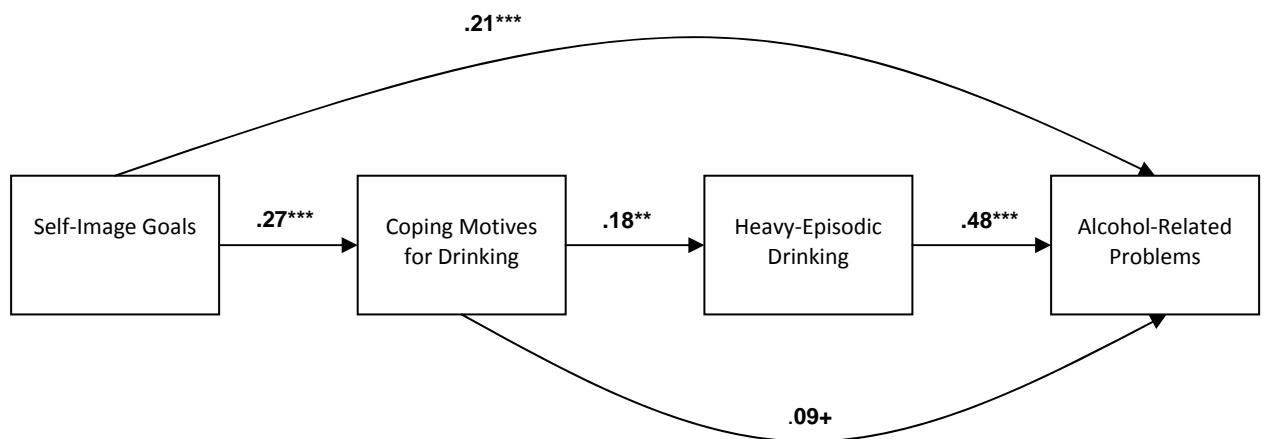 .21***
Self-Image Goals
.27***
Coping Motives
for Drinking
.18**
Heavy-Episodic
Drinking
.48***
Alcohol-Related
Problems
.09+